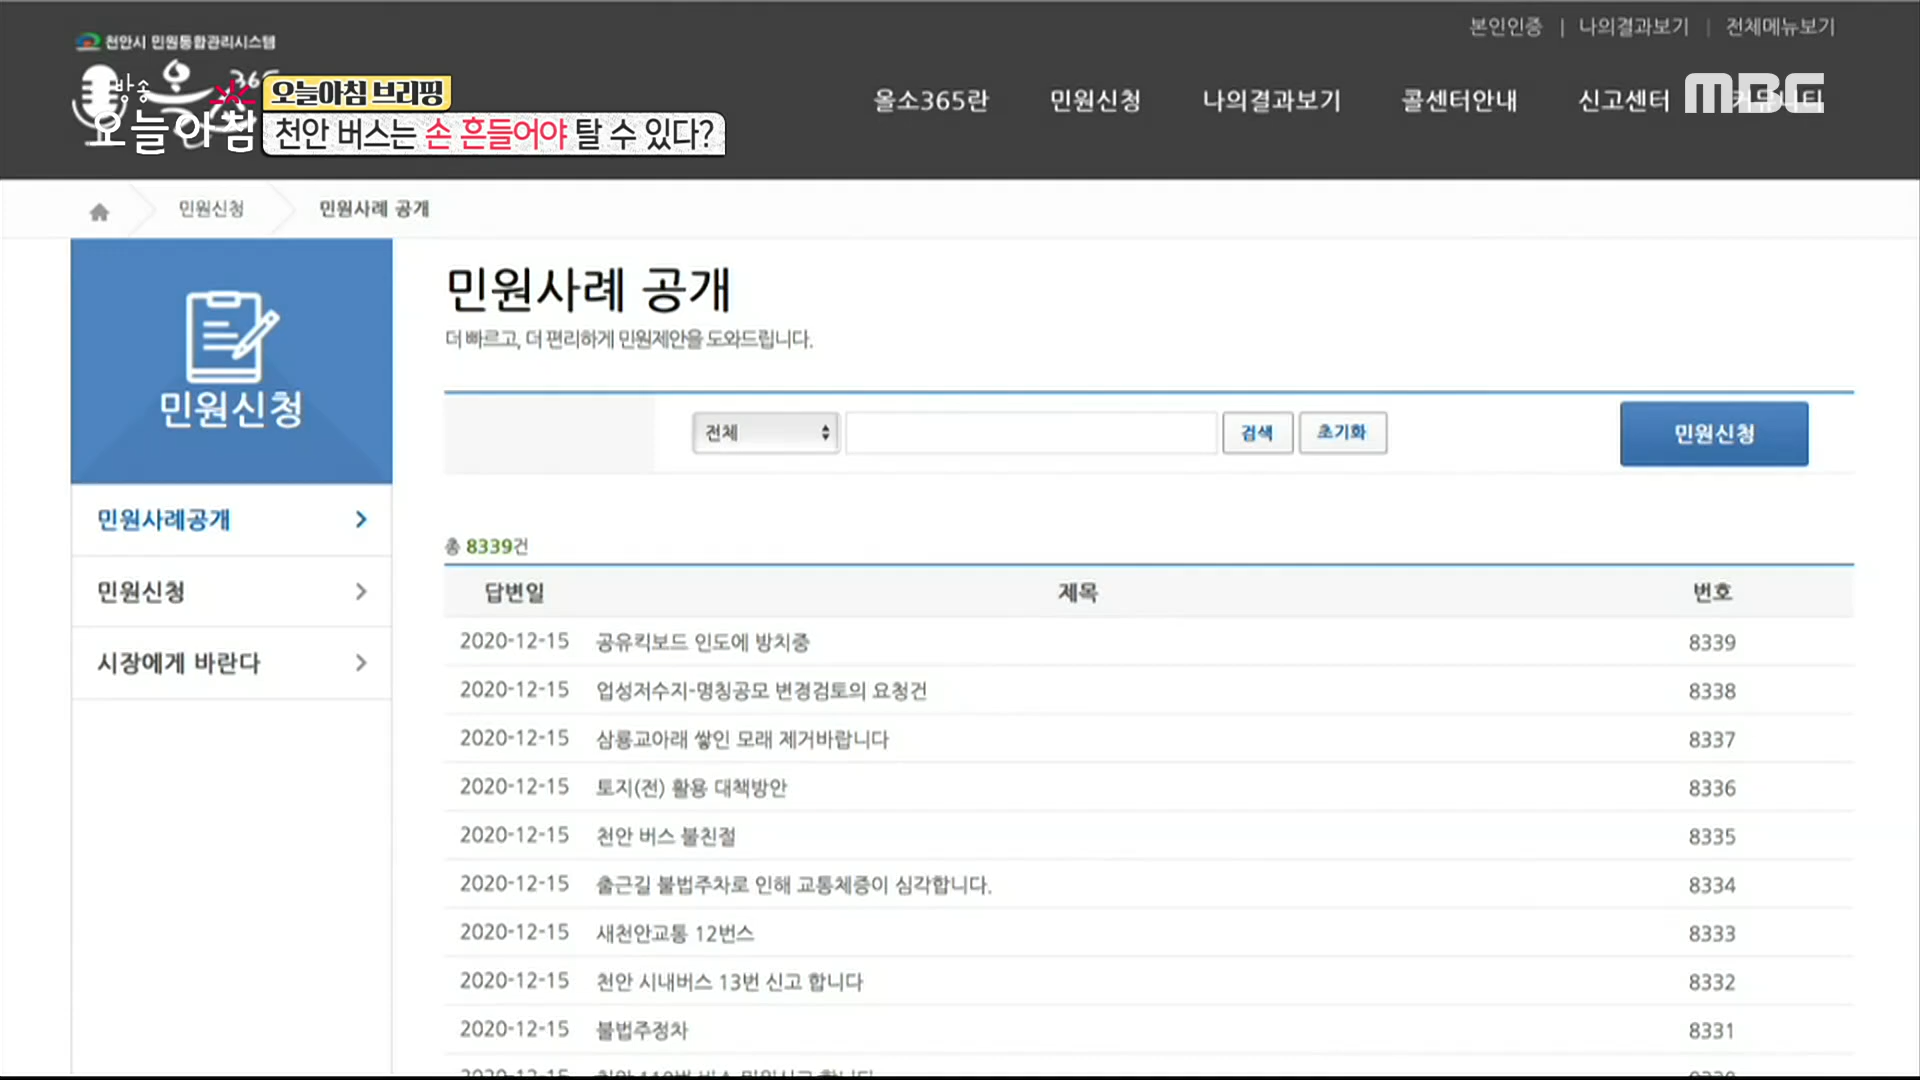 본인인증 | 나의결과보기 | 전체메뉴보기
천안시 민원통합관리시스템
올소 365
생방송 오늘아침
오늘아침 브리핑
천안 버스는 손 흔들어야 탈 수 있다?
올소365란 민원신청 나의결과보기 콜센터안내 신고센터 커뮤니티
MBC
민원신청 민원사례 공개
민원신청
민원사례공개
민원신청
시장에게 바란다
민원사례 공개
더 빠르고, 더 편리하게 민원제안을 도와드립니다.
전체 검색 초기화 민원신청
총 8339건
답변일 제목 번호
2020-12-15 공유킥보드 인도에 방치중 8339
2020-12-15 업성저수지-명칭공모 변경검토의 요청건 8338
2020-12-15 삼룡교아래 쌓인 모래 제거바랍니다 8337
2020-12-15 토지(전) 활용 대책방안 8336
2020-12-15 천안 버스 불친절 8335
2020-12-15 출근길 불법주차로 인해 교통체증이 심각합니다. 8334
2020-12-15 새천안교통 12번스 8333
2020-12-15 천안 시내버스 13번 신고 합니다 8332
2020-12-15 불법주정차 8331